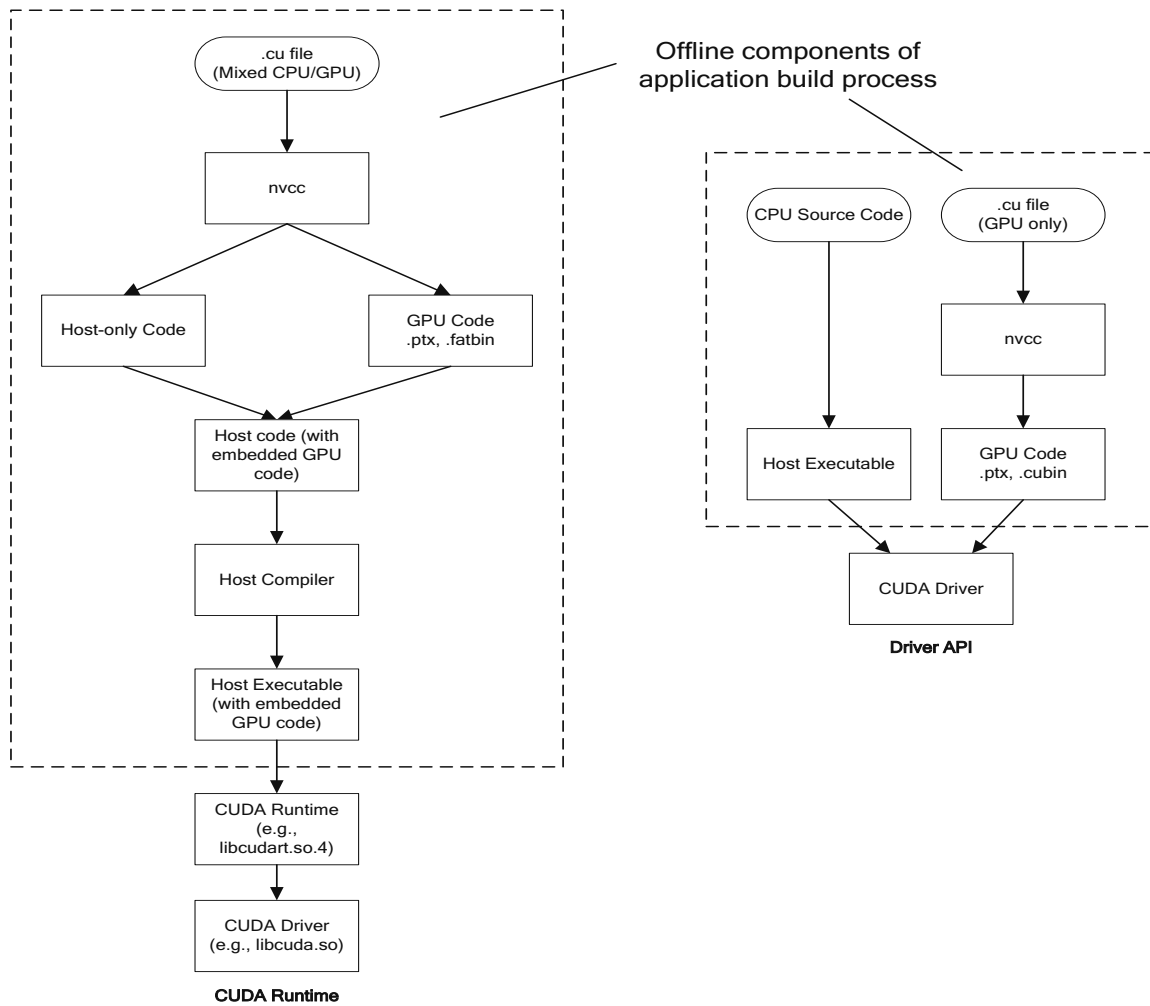 .cu file
(Mixed CPU/GPU)
nvcc
Host-only Code
GPU Code
.ptx, .fatbin
Host code (with
embedded GPU
code)
Host Compiler
Host Executable
(with embedded
GPU code)
CUDA Runtime
(e.g.,
libcudart.so.4)
CUDA Driver
(e.g., libcuda.so)
CUDA Runtime
Offline components of
application build process
CPU Source Code
.cu file
(GPU only)
nvcc
Host Executable
GPU Code
.ptx, .cubin
CUDA Driver
Driver API